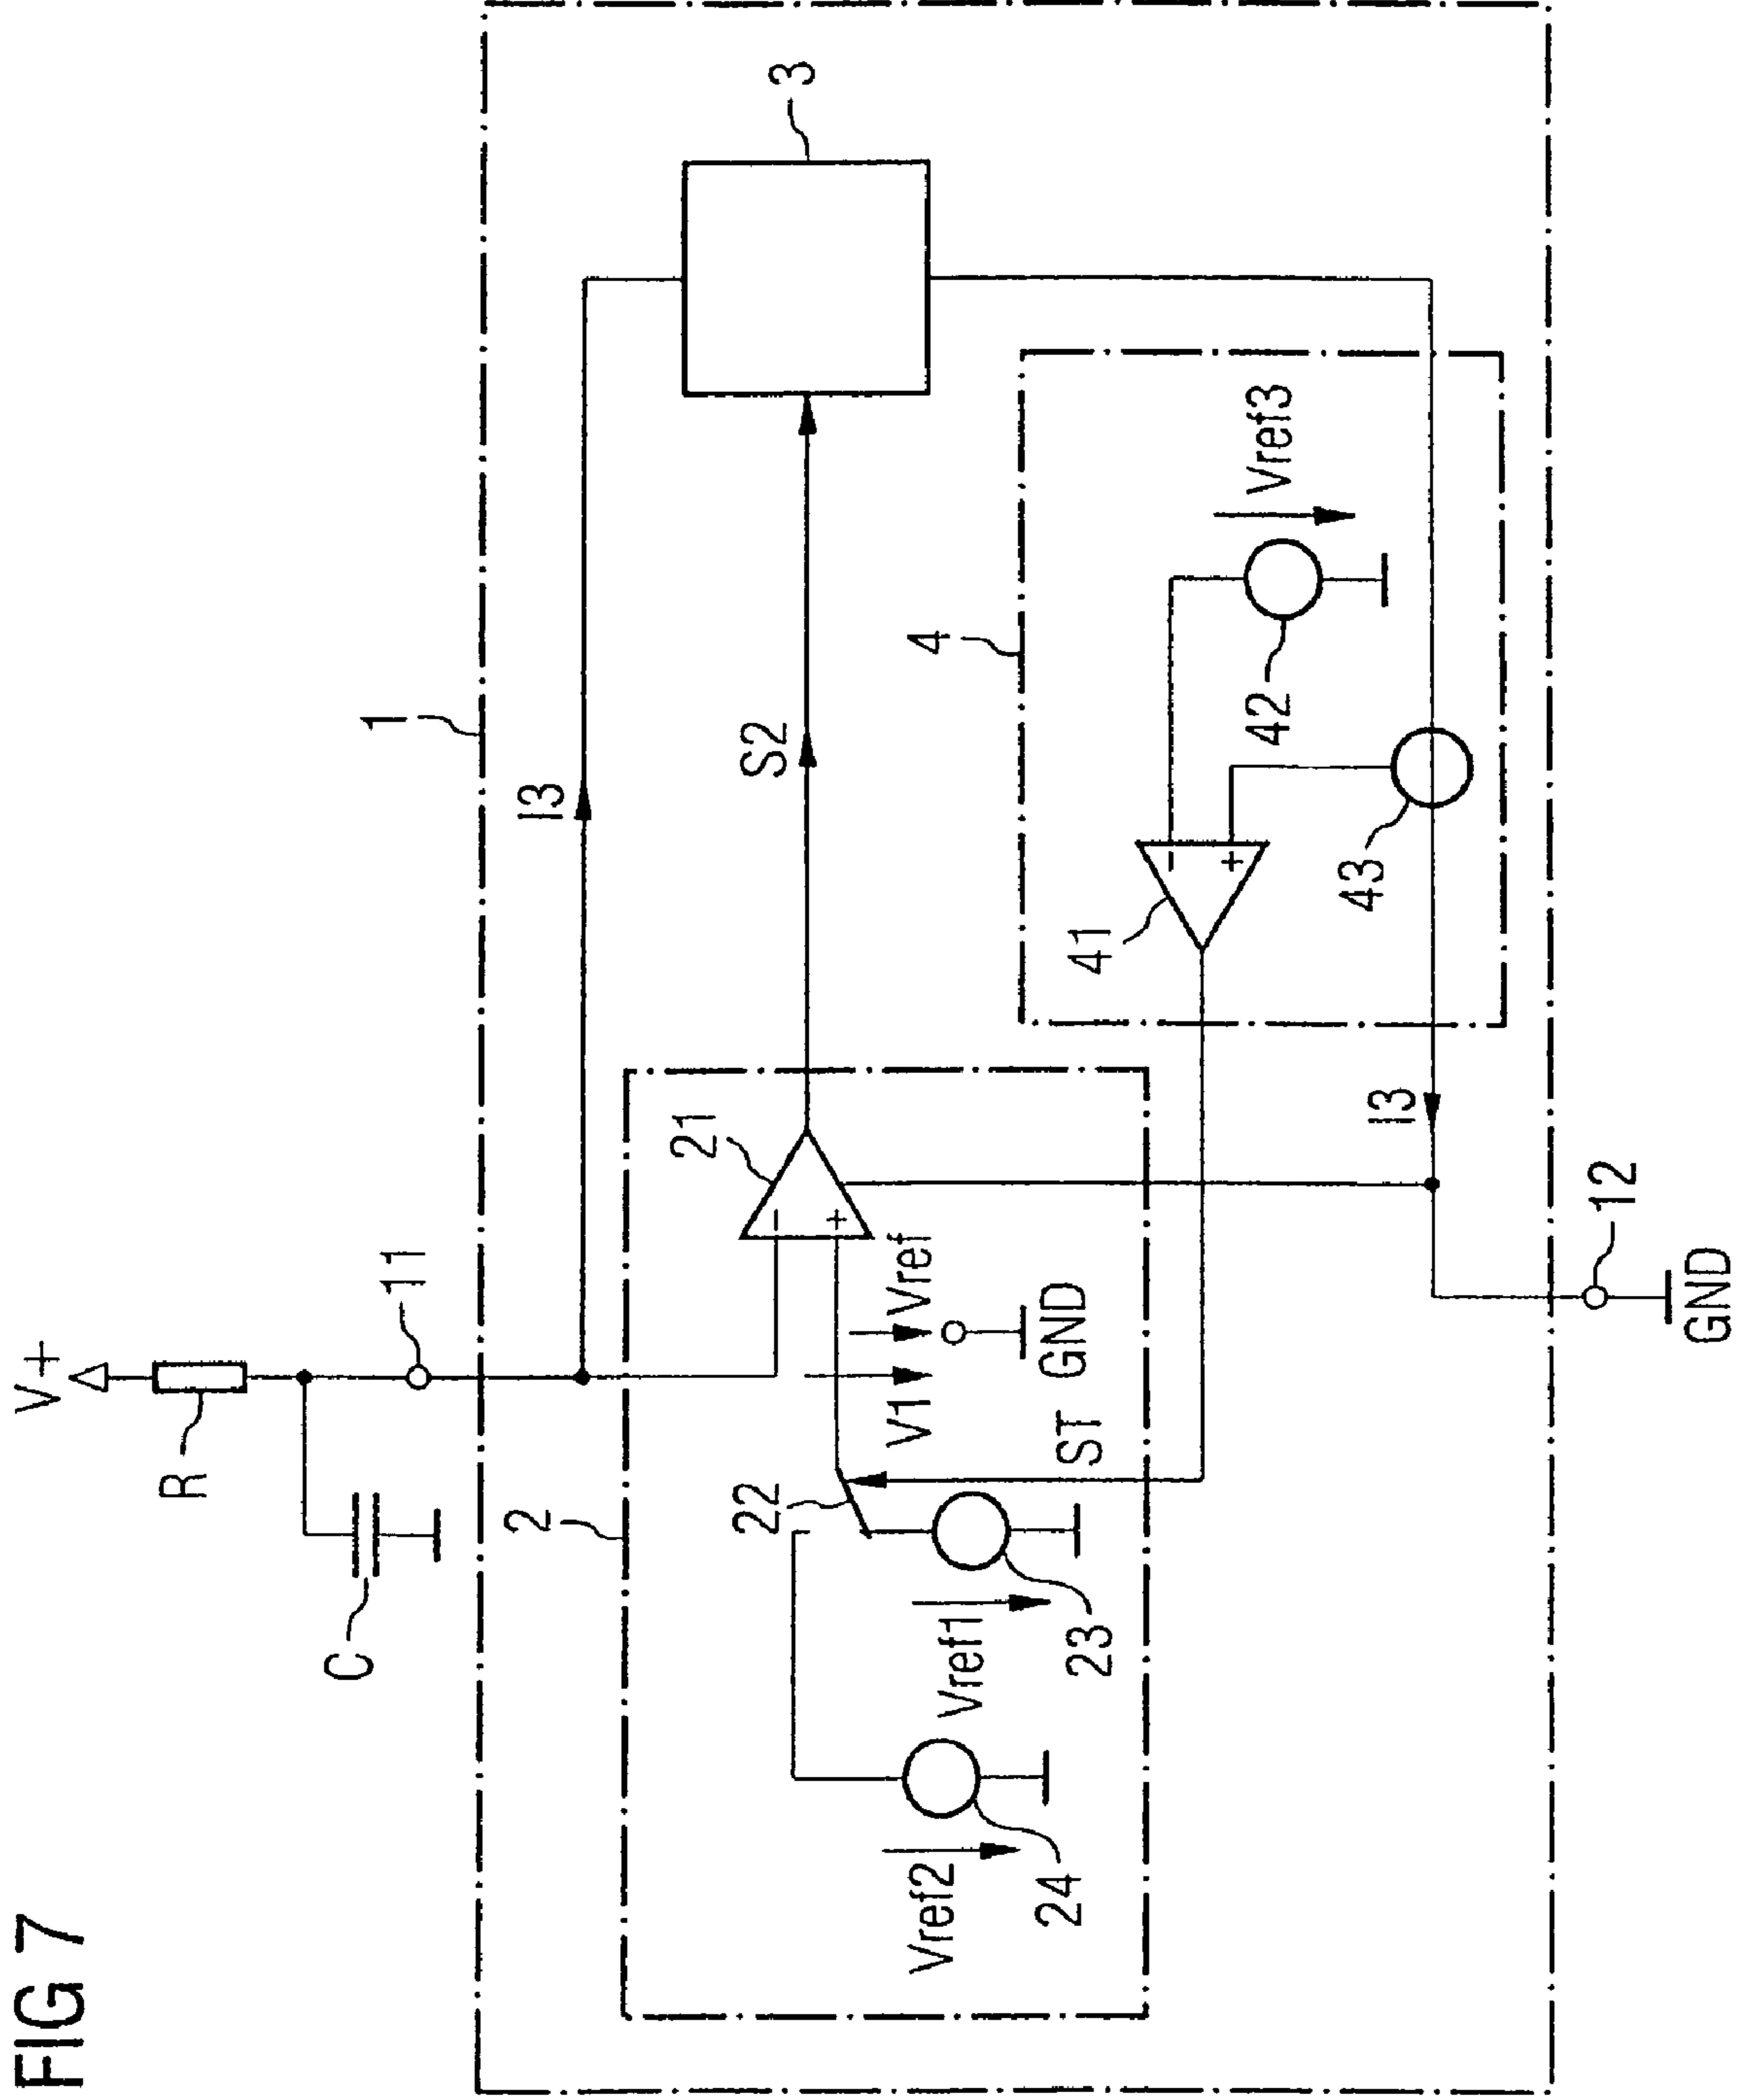 FIG 7
V+
R
C
11
1
I3
3
S2
2
21
22
V1
Vref
GND
ST
Vref1
23
Vref2
24
4
41
Vref3
42
43
I3
12
GND
-
+
-
+